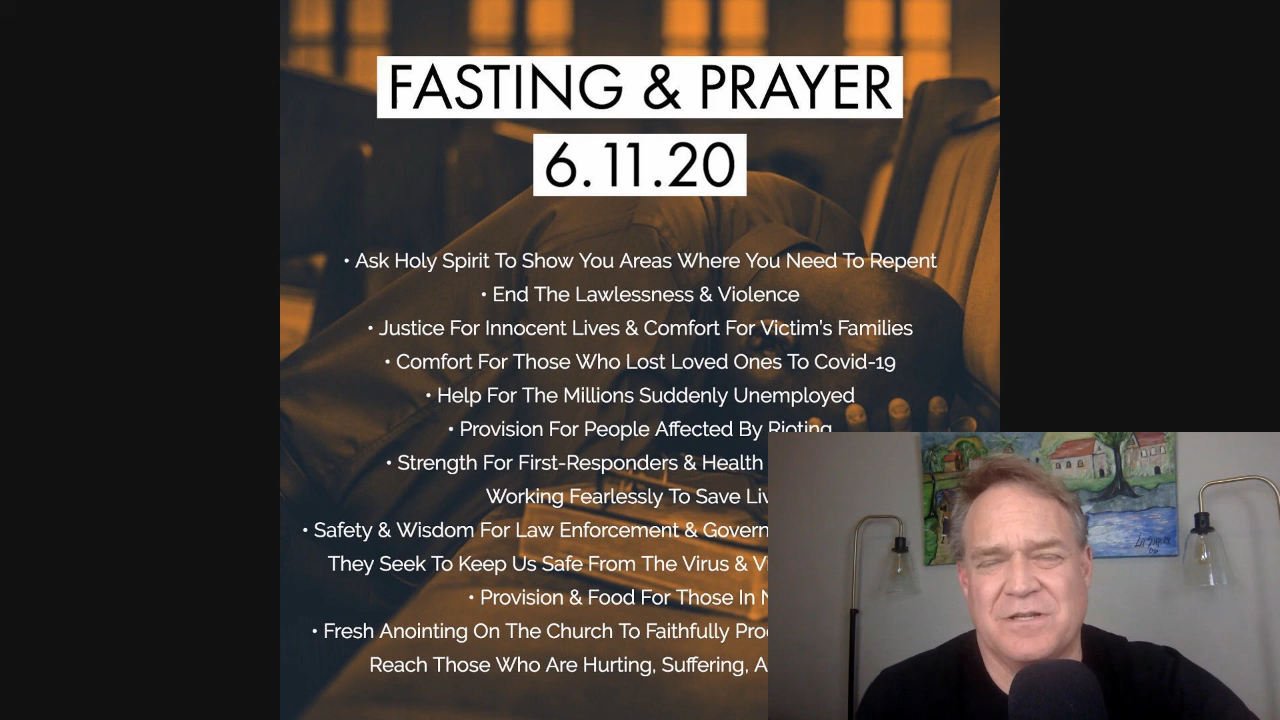 FASTING & PRAYER
6.11.20
• Ask Holy Spirit To Show You Areas Where You Need To Repent
• End The Lawlessness & Violence
• Justice For Innocent Lives & Comfort For Victim's Families
• Comfort For Those Who Lost Loved Ones To Covid-19
• Help For The Millions Suddenly Unemployed
• Provision For People Affected By Rioting
• Strength For First-Responders & Health
Working Fearlessly To Save
• Safety & Wisdom For Law Enforcement &
They Seek To Keep Us Safe From The Virus &
• Provision & Food For Those In
• Fresh Anointing On The Church To Faithfully
Reach Those Who Are Hurting, Suffering,